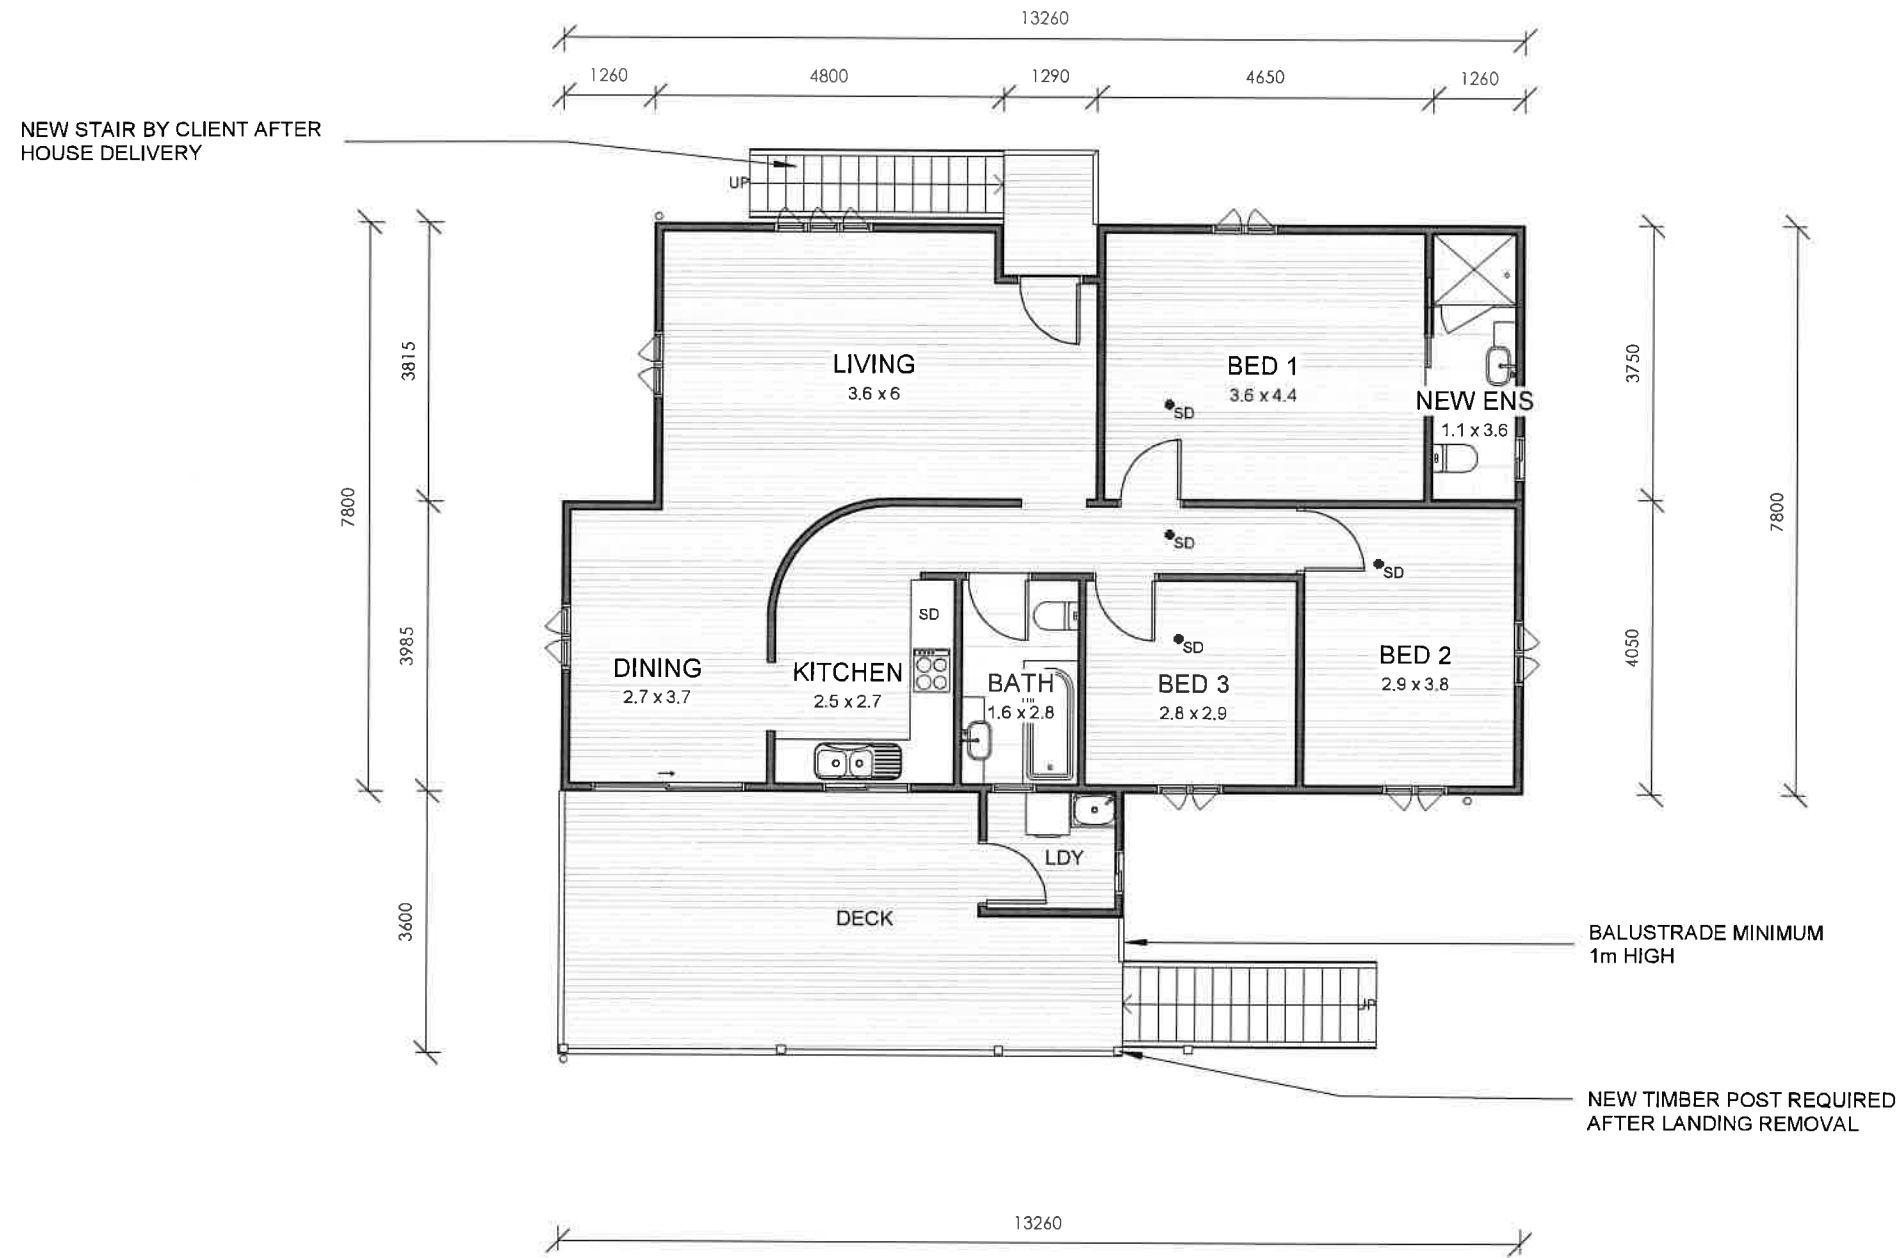 13260
1260 4800 1290 4650 1260
NEW STAIR BY CLIENT AFTER
HOUSE DELIVERY
UP
7800
3815
3985
3600
LIVING
3.6 x 6
BED 1
3.6 x 4.4
SD
NEW ENS
1.1 x 3.6
3750
4050
7800
SD
SD
SD
SD
DINING
2.7 x 3.7
KITCHEN
2.5 x 2.7
BATH
1.6 x 2.8
BED 3
2.8 x 2.9
BED 2
2.9 x 3.8
LDY
DECK
BALUSTRADE MINIMUM
1m HIGH
UP
NEW TIMBER POST REQUIRED
AFTER LANDING REMOVAL
13260